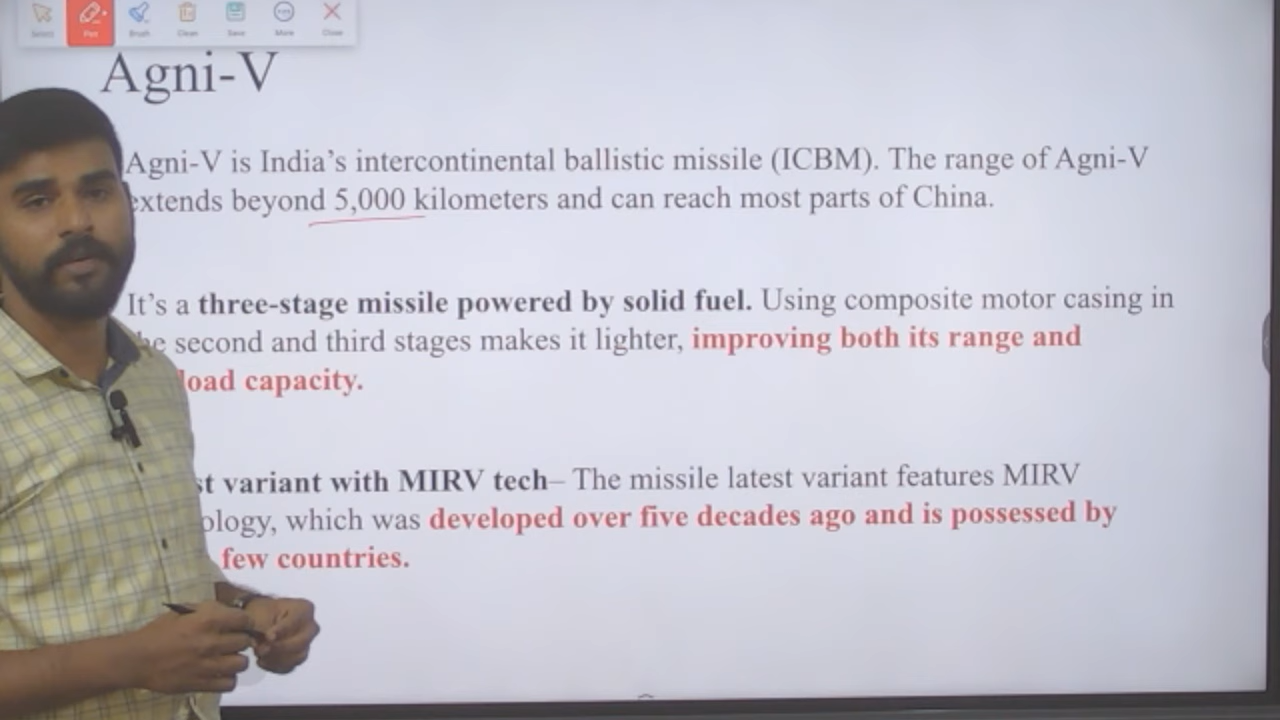 Select Pen Brush Clean Save More Close
Agni-V
Agni-V is India's intercontinental ballistic missile (ICBM). The range of Agni-V
extends beyond 5,000 kilometers and can reach most parts of China.
It's a three-stage missile powered by solid fuel. Using composite motor casing in
second and third stages makes it lighter, improving both its range and
load capacity.
st variant with MIRV tech– The missile latest variant features MIRV
ology, which was developed over five decades ago and is possessed by
few countries.